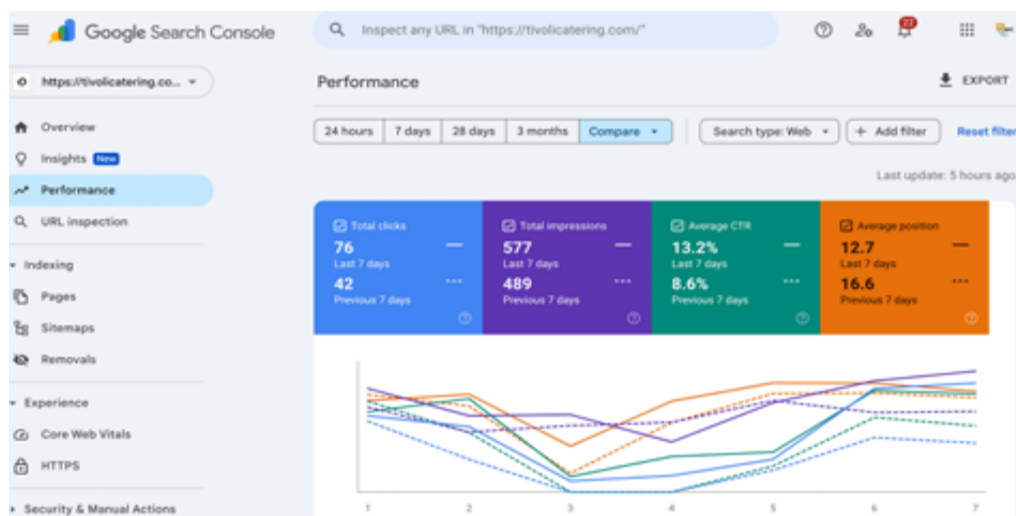 Google Search Console
Inspect any URL in "https://tivolicatering.com/"
22
https://tivolicatering.co...
Overview
Insights New
Performance
URL inspection
Indexing
Pages
Sitemaps
Removals
Experience
Core Web Vitals
HTTPS
Security & Manual Actions
Performance
EXPORT
24 hours 7 days 28 days 3 months Compare
Search type: Web
+ Add filter
Reset filter
Last update: 5 hours ago
Total clicks
76
Last 7 days
42
Previous 7 days
Total impressions
577
Last 7 days
489
Previous 7 days
Average CTR
13.2%
Last 7 days
8.6%
Previous 7 days
Average position
12.7
Last 7 days
16.6
Previous 7 days
1 2 3 4 5 6 7